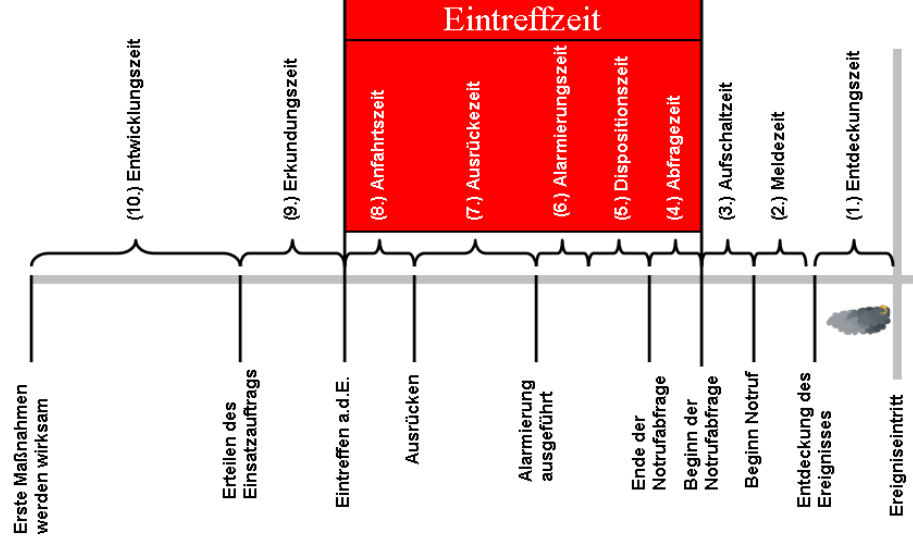 Eintreffzeit
(10.) Entwicklungszeit
(9.) Erkundungszeit
(8.) Anfahrtszeit
(7.) Ausrückezeit
(6.) Alarmierungszeit
(5.) Dispositionszeit
(4.) Abfragezeit
(3.) Aufschaltzeit
(2.) Meldezeit
(1.) Entdeckungszeit
Erste Maßnahmen
werden wirksam
Erteilen des
Einsatzauftrags
Eintreffen a.d.E.
Ausrücken
Alarmierung
ausgeführt
Ende der
Notrufabfrage
Beginn der
Notrufabfrage
Beginn Notruf
Entdeckung des
Ereignisses
Ereigniseintritt